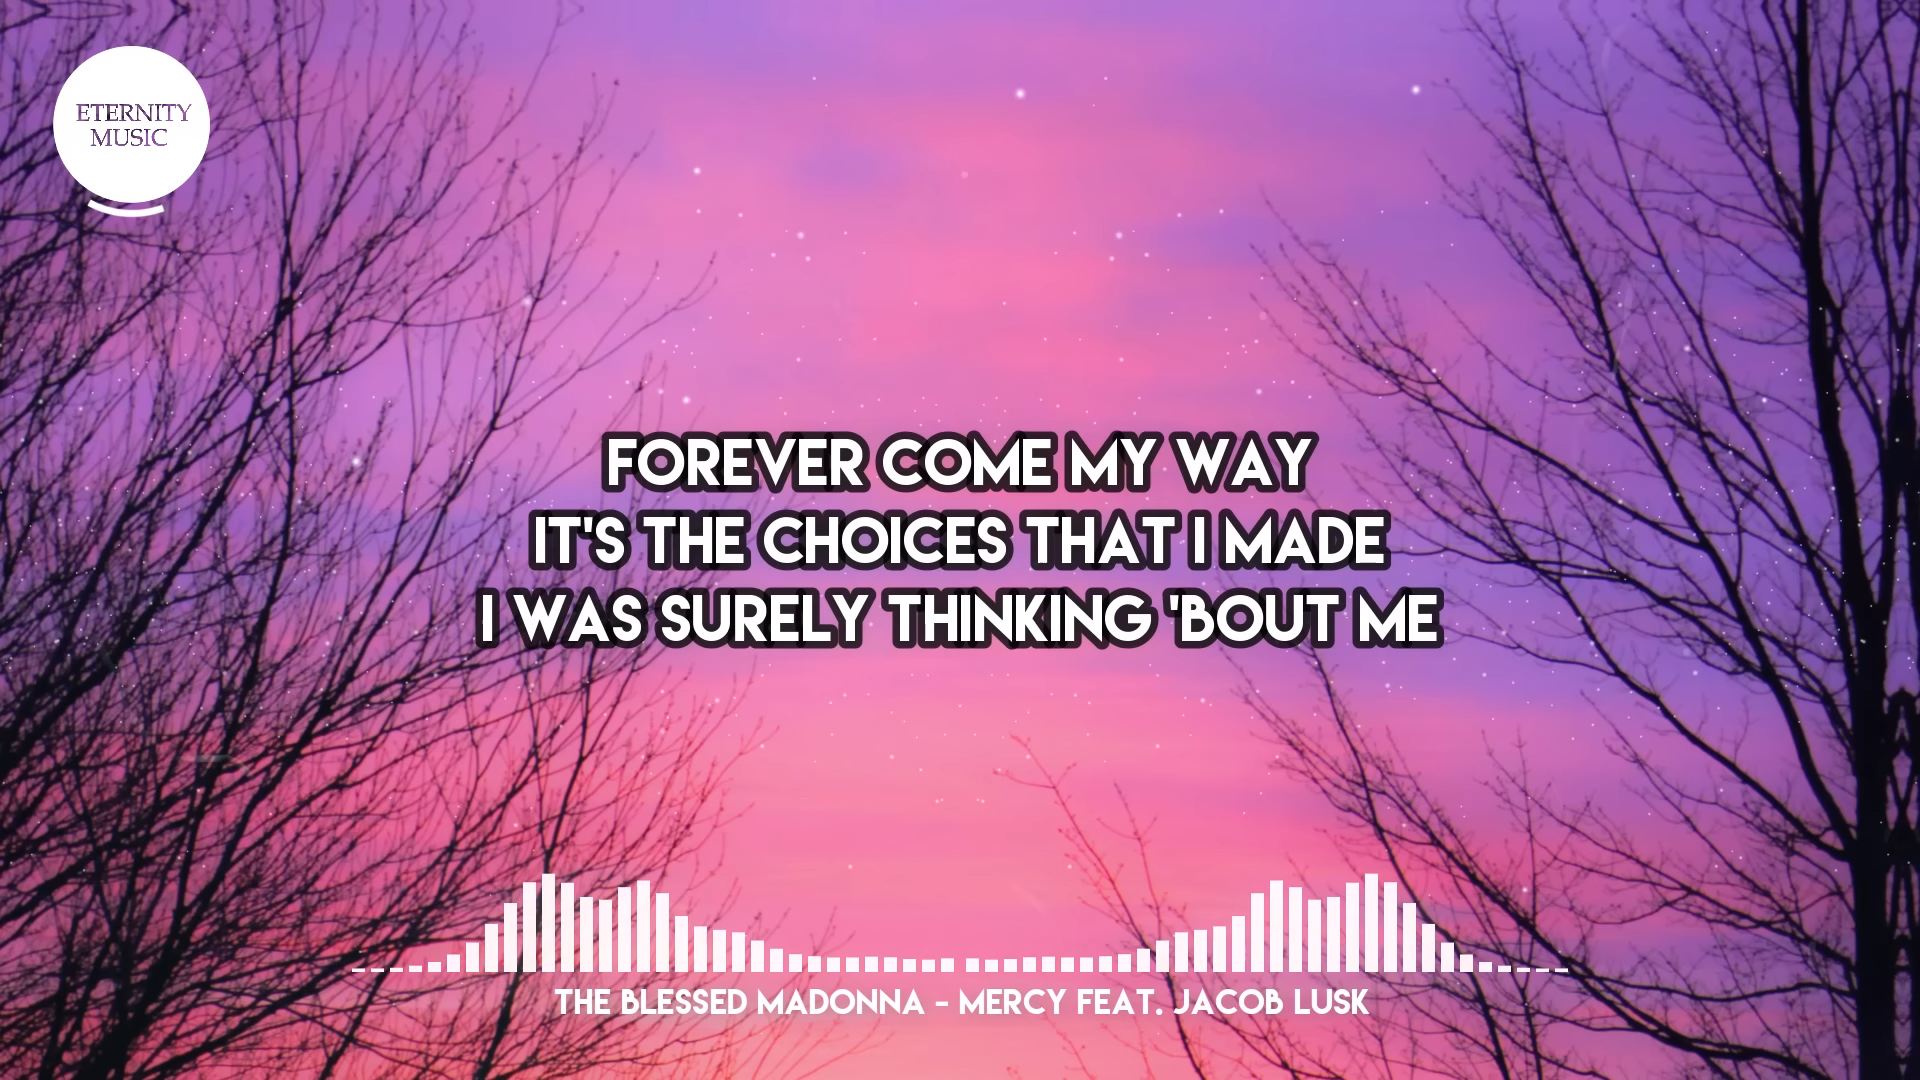 ETERNITY
MUSIC
FOREVER COME MY WAY
IT'S THE CHOICES THAT I MADE
I WAS SURELY THINKING 'BOUT ME
THE BLESSED MADONNA - MERCY FEAT. JACOB LUSK